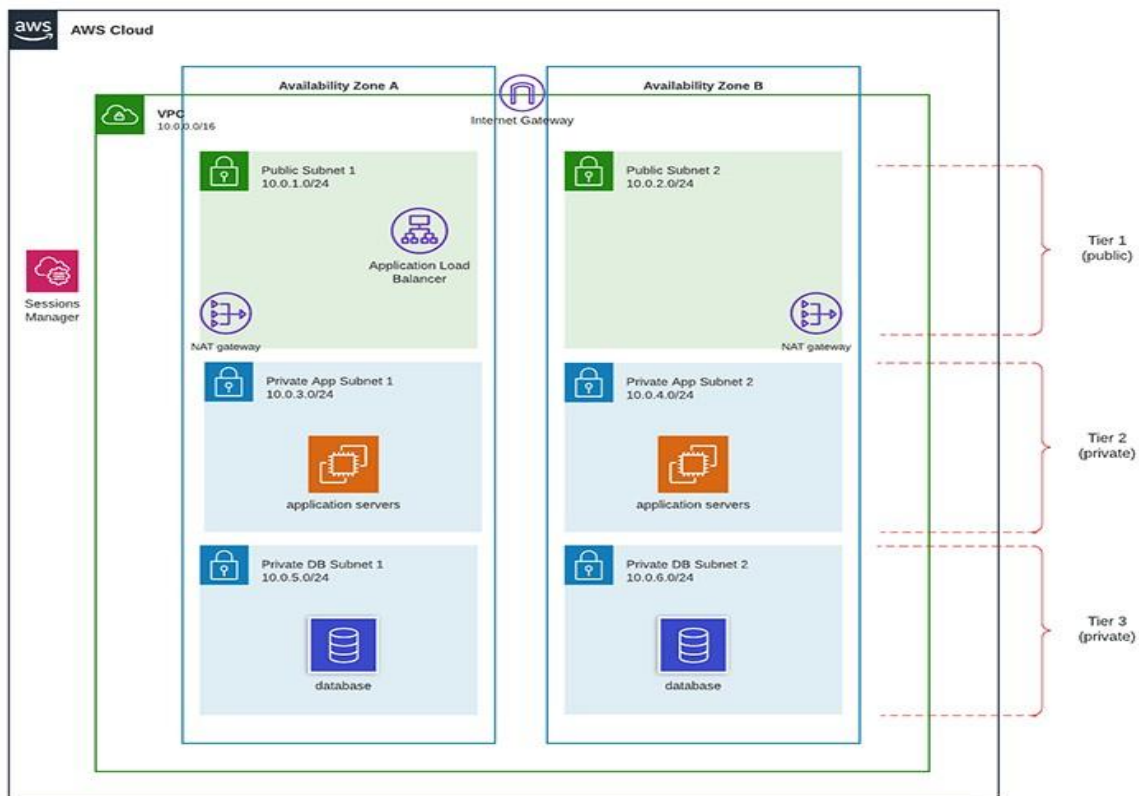 aws
AWS Cloud
Availability Zone A
Availability Zone B
Internet Gateway
VPC
10.0.0.0/16
Public Subnet 1
10.0.1.0/24
Public Subnet 2
10.0.2.0/24
Application Load
Balancer
Tier 1
(public)
Sessions
Manager
NAT gateway
NAT gateway
Private App Subnet 1
10.0.3.0/24
Private App Subnet 2
10.0.4.0/24
Tier 2
(private)
application servers
application servers
Private DB Subnet 1
10.0.5.0/24
Private DB Subnet 2
10.0.6.0/24
Tier 3
(private)
database
database